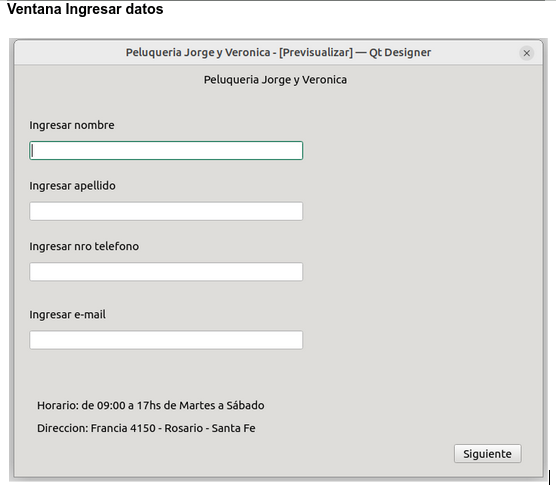 Ventana Ingresar datos
Peluqueria Jorge y Veronica - [Previsualizar] — Qt Designer
Peluqueria Jorge y Veronica
Ingresar nombre
Ingresar apellido
Ingresar nro telefono
Ingresar e-mail
Horario: de 09:00 a 17hs de Martes a Sábado
Direccion: Francia 4150 - Rosario - Santa Fe
Siguiente